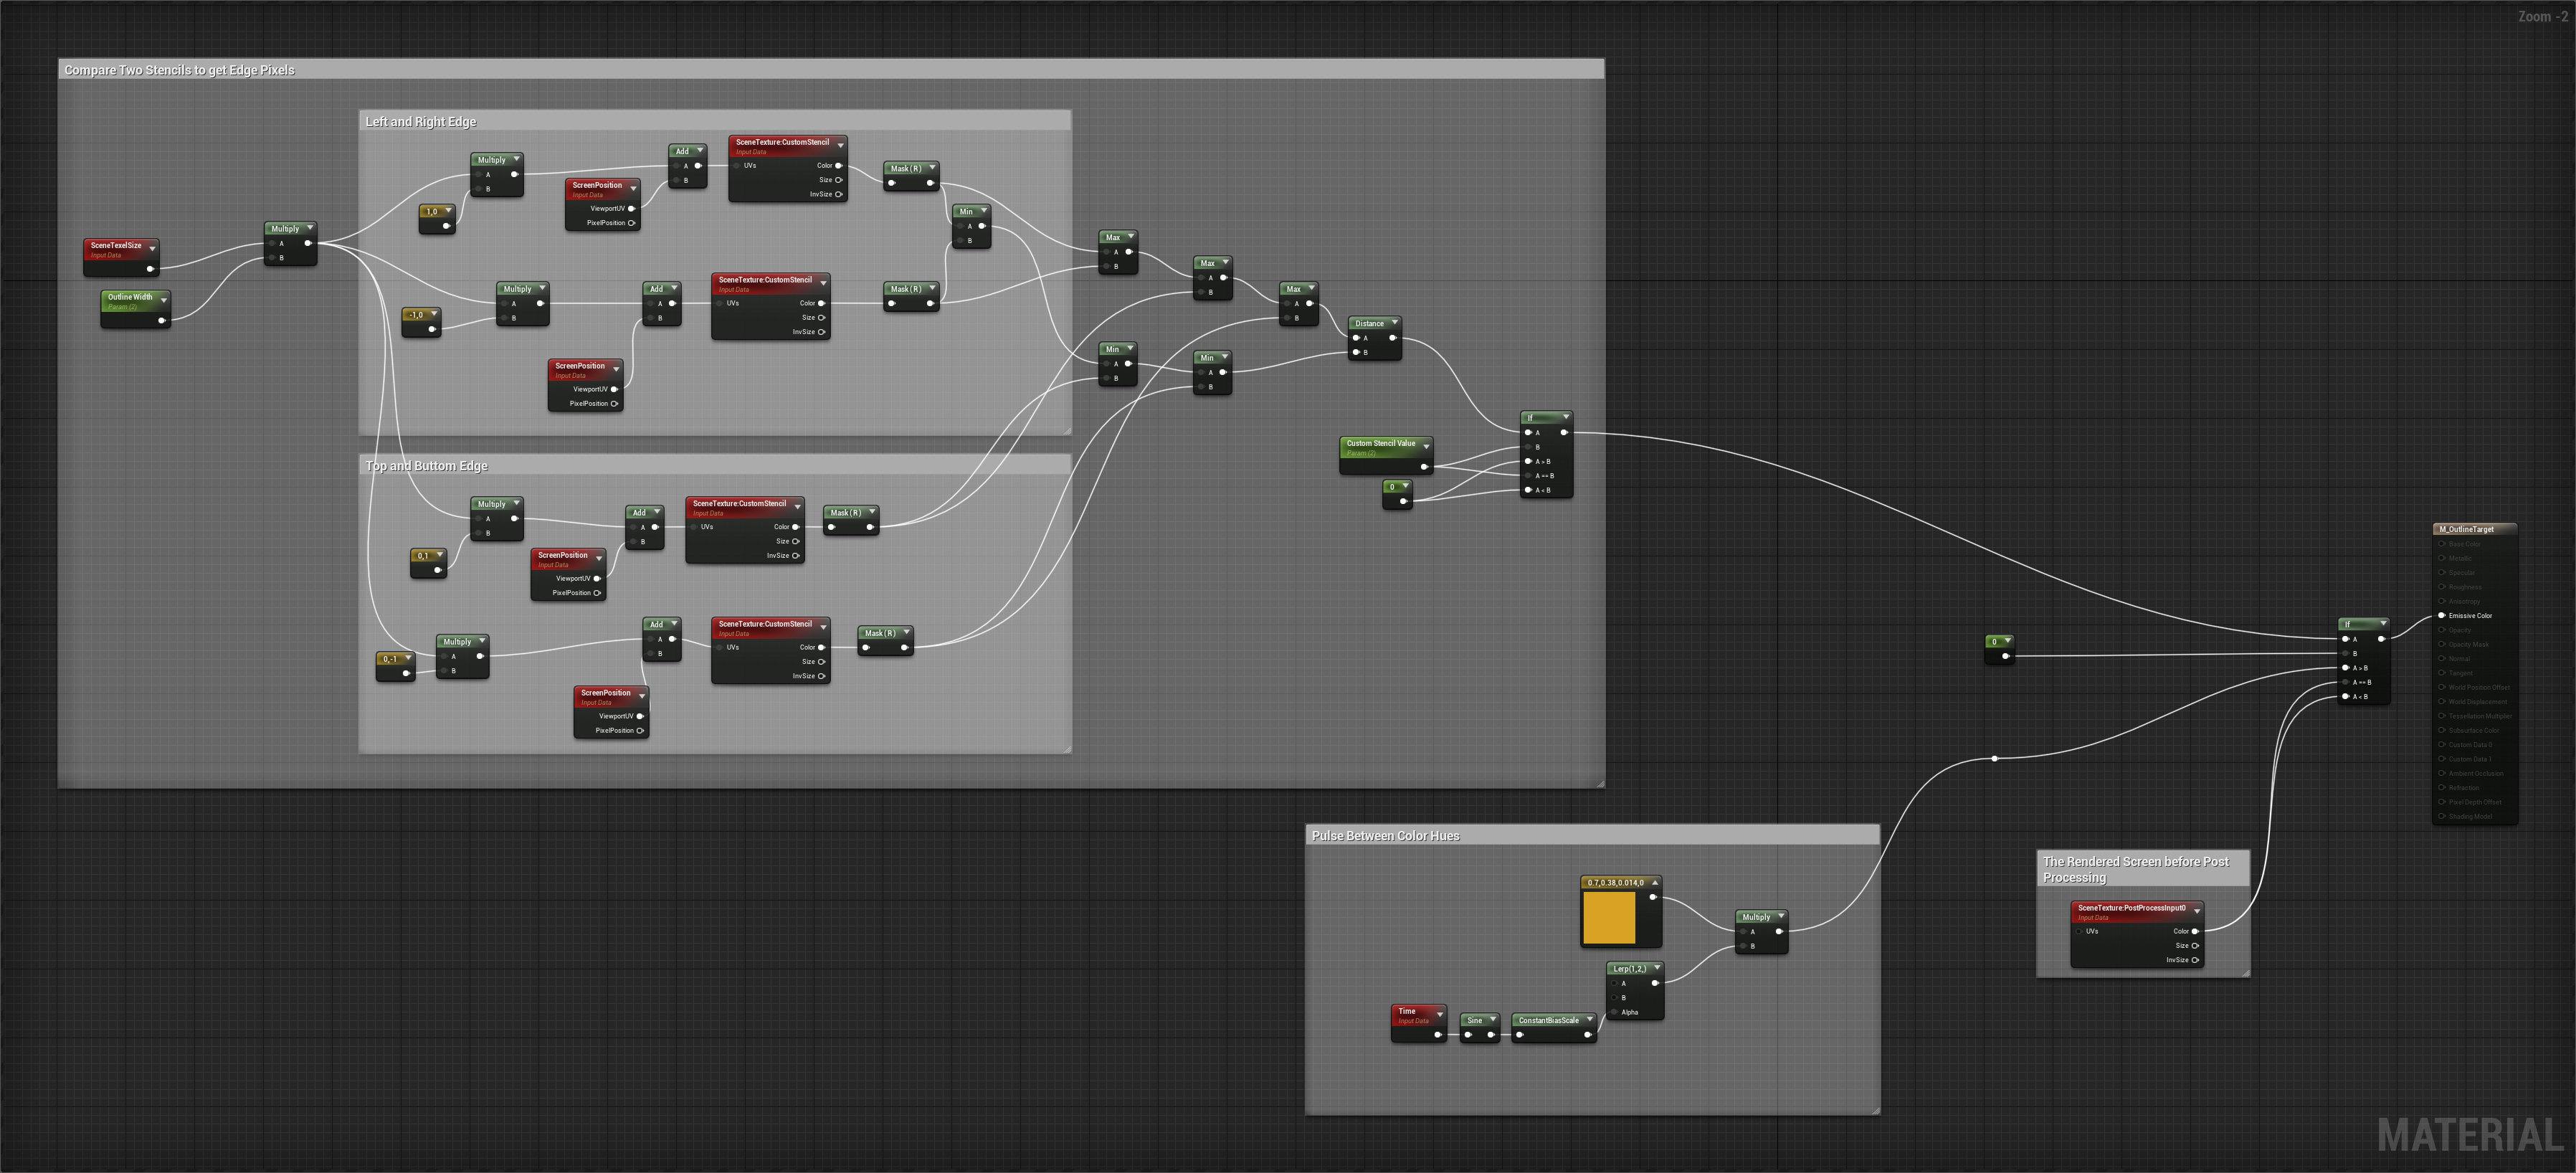 Zoom -2
Compare Two Stencils to get Edge Pixels
Left and Right Edge
SceneTexelSize
Input Data
Outline Width
Param (2)
Multiply
A
B
Multiply
A
B
1,0
ScreenPosition
Input Data
ViewportUV
PixelPosition
Add
A
B
SceneTexture:CustomStencil
Input Data
UVs
Color
Size
InvSize
Mask ( R )
Min
A
B
Multiply
A
B
-1,0
ScreenPosition
Input Data
ViewportUV
PixelPosition
Add
A
B
SceneTexture:CustomStencil
Input Data
UVs
Color
Size
InvSize
Mask ( R )
Max
A
B
Max
A
B
Max
A
B
Distance
A
B
Min
A
B
Min
A
B
Custom Stencil Value
Param (2)
0
If
A
B
A > B
A == B
A < B
Top and Buttom Edge
Multiply
A
B
0,1
ScreenPosition
Input Data
ViewportUV
PixelPosition
Add
A
B
SceneTexture:CustomStencil
Input Data
UVs
Color
Size
InvSize
Mask ( R )
Multiply
A
B
0,-1
ScreenPosition
Input Data
ViewportUV
PixelPosition
Add
A
B
SceneTexture:CustomStencil
Input Data
UVs
Color
Size
InvSize
Mask ( R )
0
If
A
B
A > B
A == B
A < B
M_OutlineTarget
Base Color
Metallic
Specular
Roughness
Anisotropy
Emissive Color
Opacity
Opacity Mask
Normal
Tangent
World Position Offset
World Displacement
Tessellation Multiplier
Subsurface Color
Custom Data 0
Custom Data 1
Ambient Occlusion
Refraction
Pixel Depth Offset
Shading Model
Pulse Between Color Hues
0.7,0.38,0.014,0
Multiply
A
B
Lerp(1,2,)
A
B
Alpha
Time
Input Data
Sine
ConstantBiasScale
The Rendered Screen before Post
Processing
SceneTexture:PostProcessInput0
Input Data
UVs
Color
Size
InvSize
MATERIAL